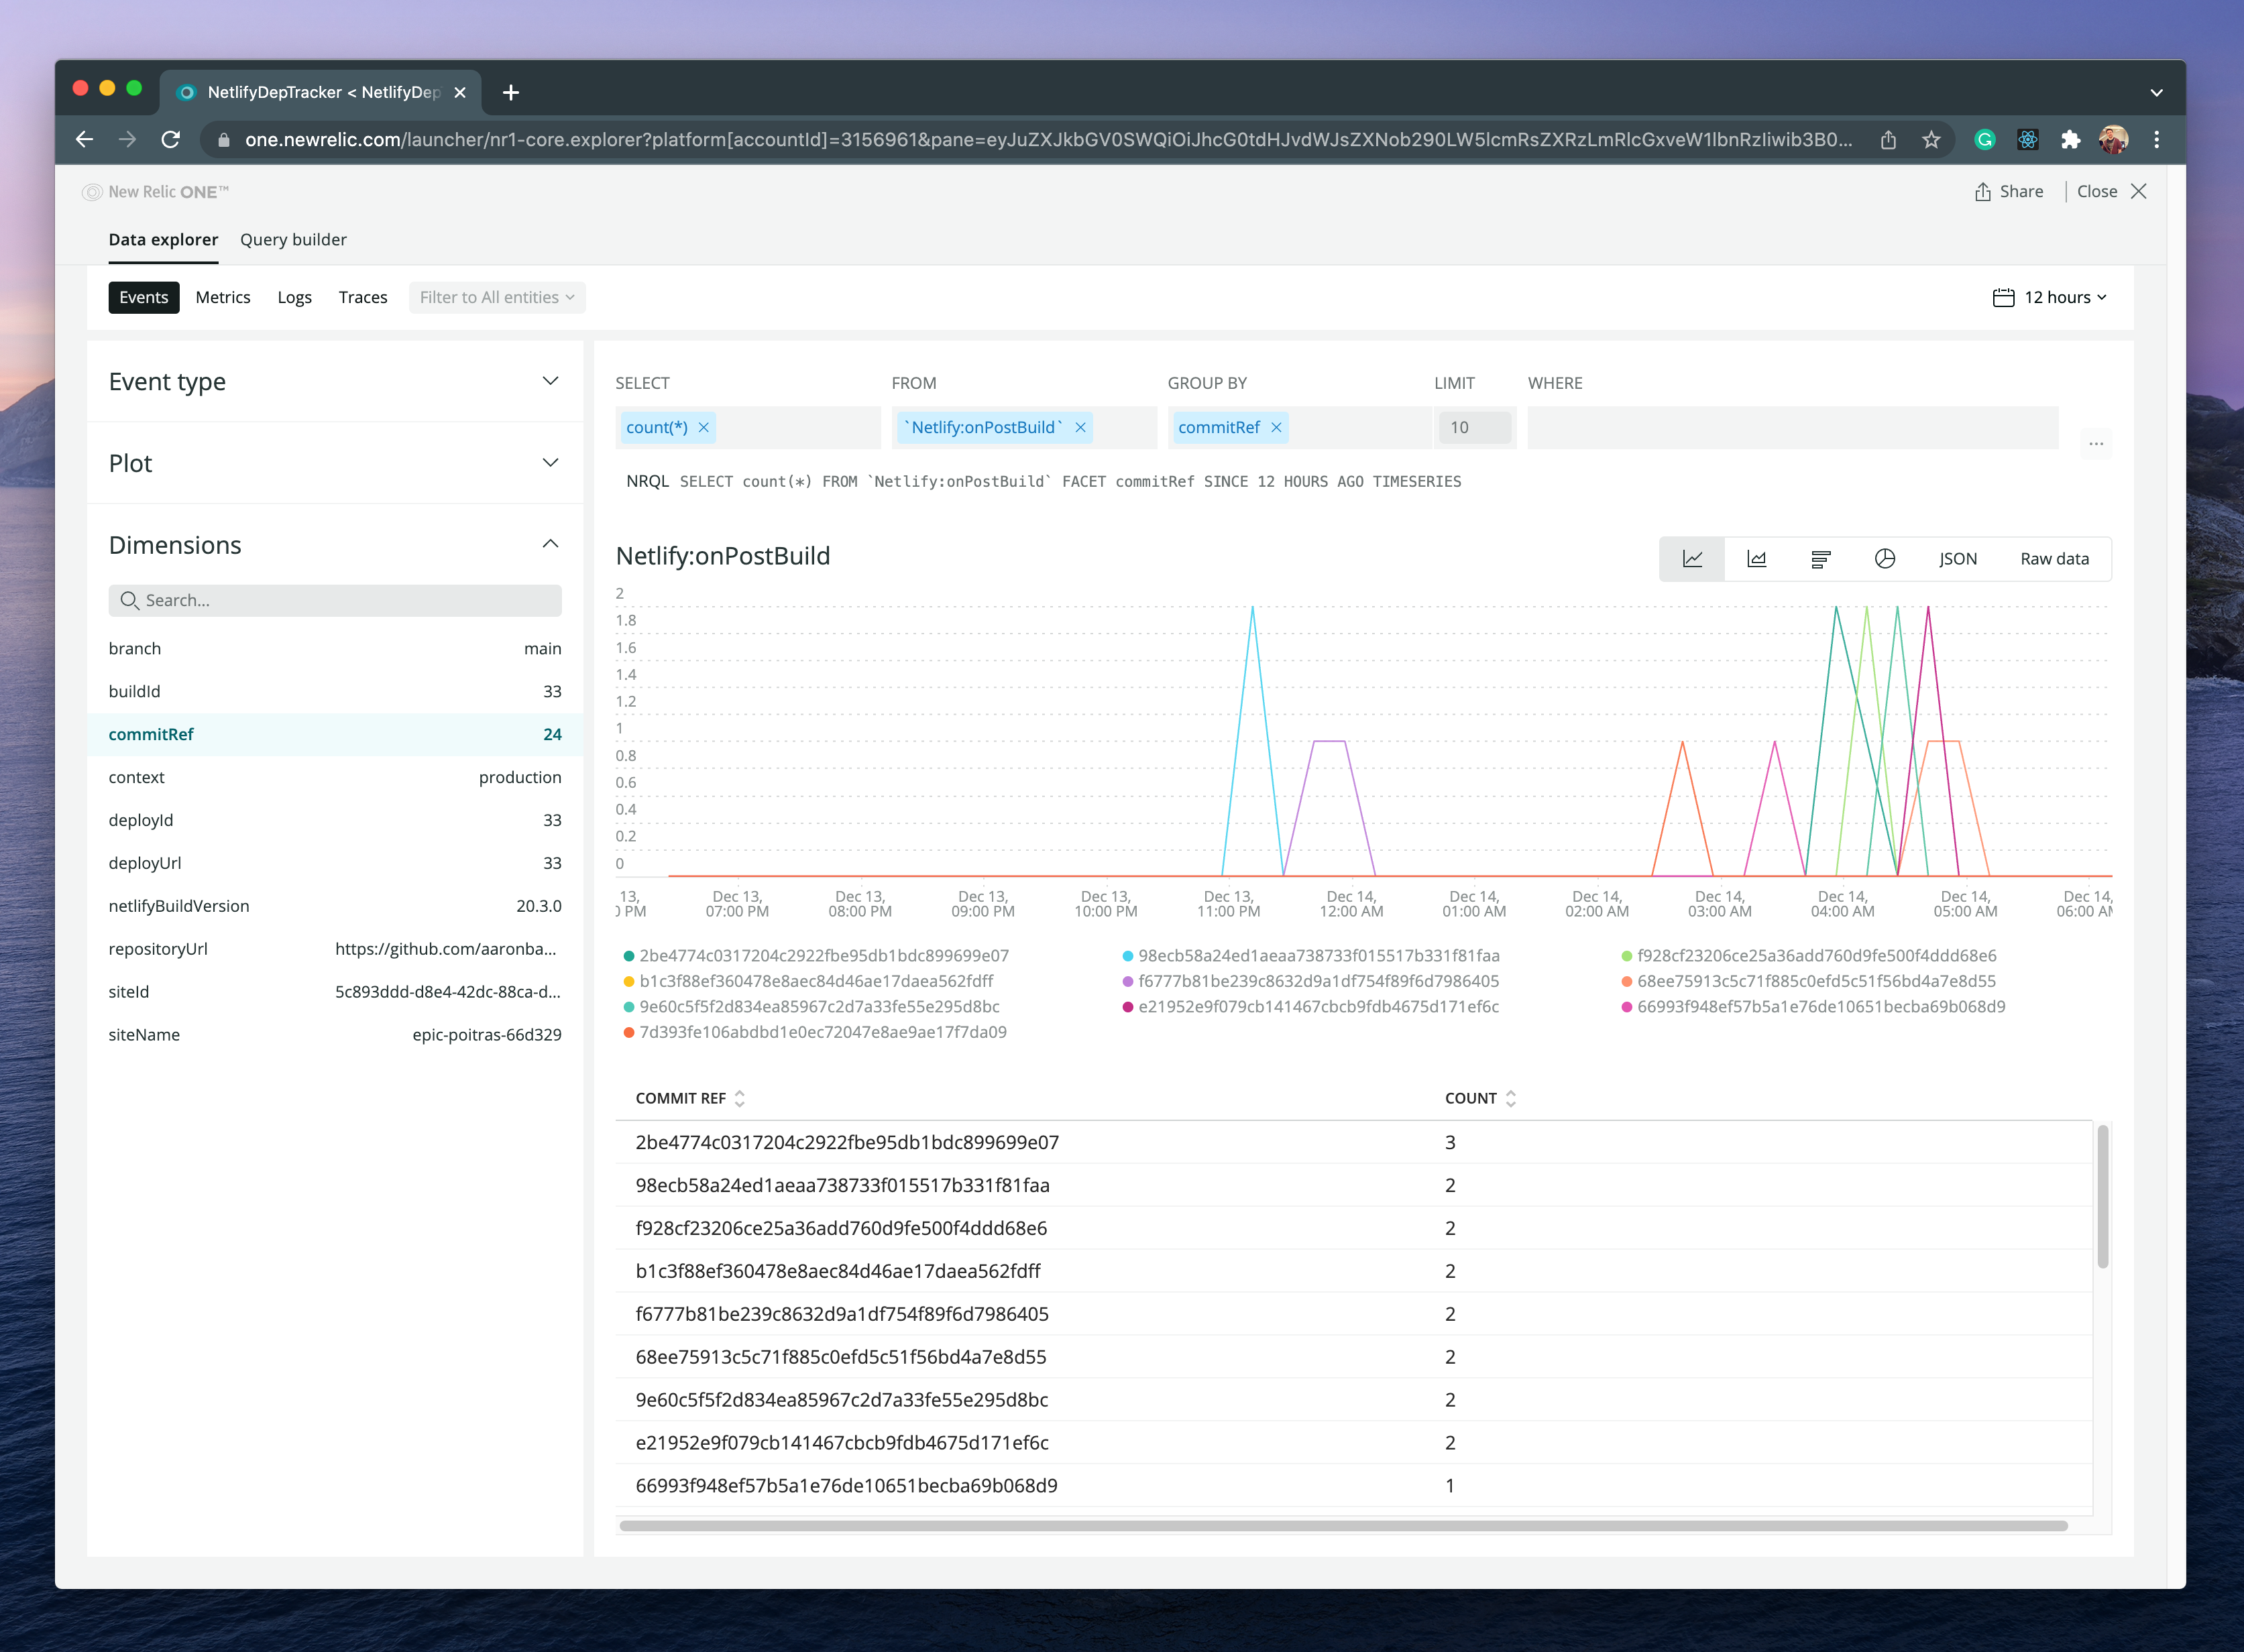 NetlifyDepTracker < NetlifyDep
one.newrelic.com/launcher/nr1-core.explorer?platform[accountId]=3156961&pane=eyJuZXJkbGV0SWQiOiJhcG0tdHJvdWJsZXNob290LW5lcmRsZXRzLmRlcGxveW1lbnRzIiwib3B0...
New Relic ONE™
Share
Close
Data explorer
Query builder
Events
Metrics
Logs
Traces
Filter to All entities
12 hours
Event type
Plot
Dimensions
Search...
branch main
buildId 33
commitRef 24
context production
deployId 33
deployUrl 33
netlifyBuildVersion 20.3.0
repositoryUrl https://github.com/aaronba...
siteId 5c893ddd-d8e4-42dc-88ca-d...
siteName epic-poitras-66d329
SELECT FROM GROUP BY LIMIT WHERE
count(*) `Netlify:onPostBuild` commitRef 10
...
NRQL SELECT count(*) FROM `Netlify:onPostBuild` FACET commitRef SINCE 12 HOURS AGO TIMESERIES
Netlify:onPostBuild
JSON
Raw data
2
1.8
1.6
1.4
1.2
1
0.8
0.6
0.4
0.2
0
13, Dec 13, Dec 13, Dec 13, Dec 13, Dec 13, Dec 14, Dec 14, Dec 14, Dec 14, Dec 14, Dec 14, Dec 14,
0 PM 07:00 PM 08:00 PM 09:00 PM 10:00 PM 11:00 PM 12:00 AM 01:00 AM 02:00 AM 03:00 AM 04:00 AM 05:00 AM 06:00 AM
2be4774c0317204c2922fbe95db1bdc899699e07 98ecb58a24ed1aeaa738733f015517b331f81faa f928cf23206ce25a36add760d9fe500f4ddd68e6
b1c3f88ef360478e8aec84d46ae17daea562fdff f6777b81be239c8632d9a1df754f89f6d7986405 68ee75913c5c71f885c0efd5c51f56bd4a7e8d55
9e60c5f5f2d834ea85967c2d7a33fe55e295d8bc e21952e9f079cb141467cbcb9fdb4675d171ef6c 66993f948ef57b5a1e76de10651becba69b068d9
7d393fe106abdbd1e0ec72047e8ae9ae17f7da09
COMMIT REF COUNT
2be4774c0317204c2922fbe95db1bdc899699e07 3
98ecb58a24ed1aeaa738733f015517b331f81faa 2
f928cf23206ce25a36add760d9fe500f4ddd68e6 2
b1c3f88ef360478e8aec84d46ae17daea562fdff 2
f6777b81be239c8632d9a1df754f89f6d7986405 2
68ee75913c5c71f885c0efd5c51f56bd4a7e8d55 2
9e60c5f5f2d834ea85967c2d7a33fe55e295d8bc 2
e21952e9f079cb141467cbcb9fdb4675d171ef6c 2
66993f948ef57b5a1e76de10651becba69b068d9 1